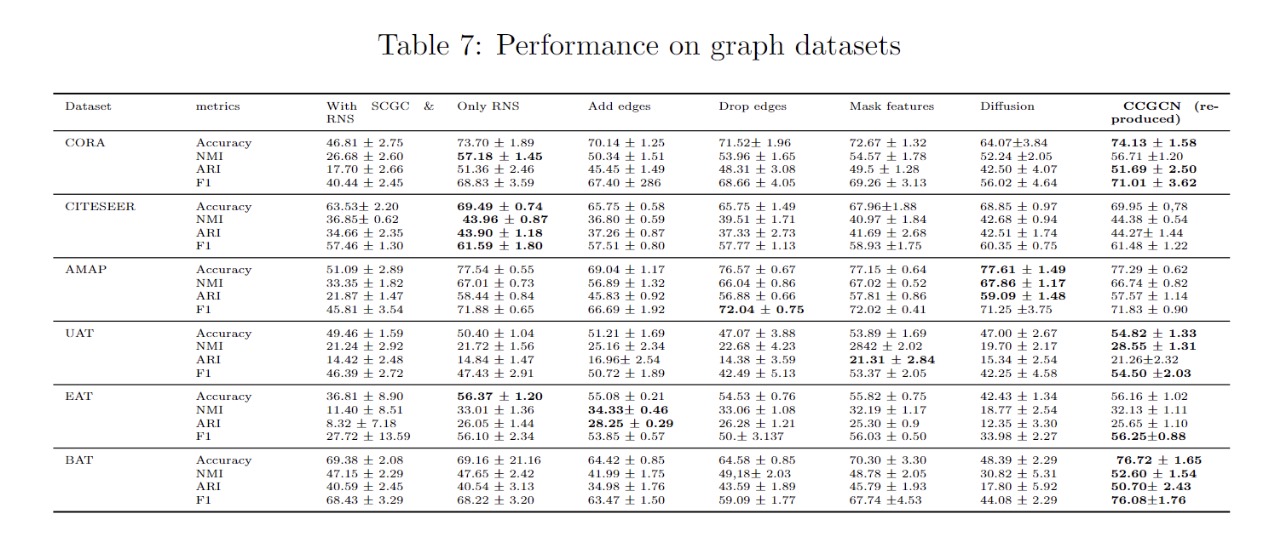 Table 7: Performance on graph datasets
Dataset metrics With SCGC & RNS Only RNS Add edges Drop edges Mask features Diffusion CCGCN (re-produced)
CORA Accuracy 46.81 ± 2.75 73.70 ± 1.89 70.14 ± 1.25 71.52± 1.96 72.67 ± 1.32 64.07±3.84 74.13 ± 1.58
NMI 26.68 ± 2.60 57.18 ± 1.45 50.34 ± 1.51 53.96 ± 1.65 54.57 ± 1.78 52.24 ±2.05 56.71 ±1.20
ARI 17.70 ± 2.66 51.36 ± 2.46 45.45 ± 1.49 48.31 ± 3.08 49.5 ± 1.28 42.50 ± 4.07 51.69 ± 2.50
F1 40.44 ± 2.45 68.83 ± 3.59 67.40 ± 286 68.66 ± 4.05 69.26 ± 3.13 56.02 ± 4.64 71.01 ± 3.62
CITESEER Accuracy 63.53± 2.20 69.49 ± 0.74 65.75 ± 0.58 65.75 ± 1.49 67.96±1.88 68.85 ± 0.97 69.95 ± 0,78
NMI 36.85± 0.62 43.96 ± 0.87 36.80 ± 0.59 39.51 ± 1.71 40.97 ± 1.84 42.68 ± 0.94 44.38 ± 0.54
ARI 34.66 ± 2.35 43.90 ± 1.18 37.26 ± 0.87 37.33 ± 2.73 41.69 ± 2.68 42.51 ± 1.74 44.27± 1.44
F1 57.46 ± 1.30 61.59 ± 1.80 57.51 ± 0.80 57.77 ± 1.13 58.93 ±1.75 60.35 ± 0.75 61.48 ± 1.22
AMAP Accuracy 51.09 ± 2.89 77.54 ± 0.55 69.04 ± 1.17 76.57 ± 0.67 77.15 ± 0.64 77.61 ± 1.49 77.29 ± 0.62
NMI 33.35 ± 1.82 67.01 ± 0.73 56.89 ± 1.32 66.04 ± 0.86 67.02 ± 0.52 67.86 ± 1.17 66.74 ± 0.82
ARI 21.87 ± 1.47 58.44 ± 0.84 45.83 ± 0.92 56.88 ± 0.66 57.81 ± 0.86 59.09 ± 1.48 57.57 ± 1.14
F1 45.81 ± 3.54 71.88 ± 0.65 66.69 ± 1.92 72.04 ± 0.75 72.02 ± 0.41 71.25 ±3.75 71.83 ± 0.90
UAT Accuracy 49.46 ± 1.59 50.40 ± 1.04 51.21 ± 1.69 47.07 ± 3.88 53.89 ± 1.69 47.00 ± 2.67 54.82 ± 1.33
NMI 21.24 ± 2.92 21.72 ± 1.56 25.16 ± 2.34 22.68 ± 4.23 2842 ± 2.02 19.70 ± 2.17 28.55 ± 1.31
ARI 14.42 ± 2.48 14.84 ± 1.47 16.96± 2.54 14.38 ± 3.59 21.31 ± 2.84 15.34 ± 2.54 21.26±2.32
F1 46.39 ± 2.72 47.43 ± 2.91 50.72 ± 1.89 42.49 ± 5.13 53.37 ± 2.05 42.25 ± 4.58 54.50 ±2.03
EAT Accuracy 36.81 ± 8.90 56.37 ± 1.20 55.08 ± 0.21 54.53 ± 0.76 55.82 ± 0.75 42.43 ± 1.34 56.16 ± 1.02
NMI 11.40 ± 8.51 33.01 ± 1.36 34.33± 0.46 33.06 ± 1.08 32.19 ± 1.17 18.77 ± 2.54 32.13 ± 1.11
ARI 8.32 ± 7.18 26.05 ± 1.44 28.25 ± 0.29 26.28 ± 1.21 25.30 ± 0.9 12.35 ± 3.30 25.65 ± 1.10
F1 27.72 ± 13.59 56.10 ± 2.34 53.85 ± 0.57 50.± 3.137 56.03 ± 0.50 33.98 ± 2.27 56.25±0.88
BAT Accuracy 69.38 ± 2.08 69.16 ± 21.16 64.42 ± 0.85 64.58 ± 0.85 70.30 ± 3.30 48.39 ± 2.29 76.72 ± 1.65
NMI 47.15 ± 2.29 47.65 ± 2.42 41.99 ± 1.75 49,18± 2.03 48.78 ± 2.05 30.82 ± 5.31 52.60 ± 1.54
ARI 40.59 ± 2.45 40.54 ± 3.13 34.98 ± 1.76 43.59 ± 1.89 45.79 ± 1.93 17.80 ± 5.92 50.70± 2.43
F1 68.43 ± 3.29 68.22 ± 3.20 63.47 ± 1.50 59.09 ± 1.77 67.74 ±4.53 44.08 ± 2.29 76.08±1.76